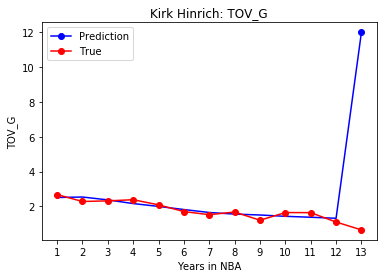 Kirk Hinrich: TOV_G
Prediction
True
12
10
8
6
4
2
TOV_G
1 2 3 4 5 6 7 8 9 10 11 12 13
Years in NBA